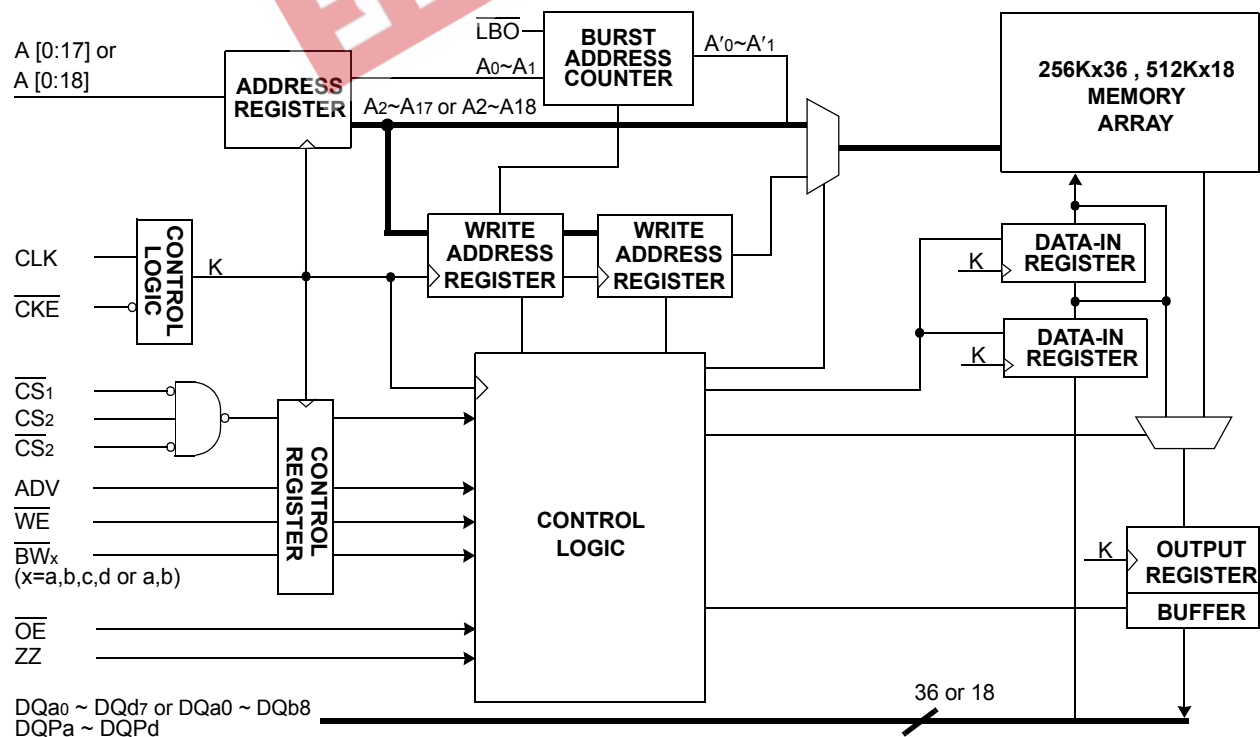 A [0:17] or
A [0:18]
ADDRESS
REGISTER
LBO
A0~A1
A2~A17 or A2~A18
BURST
ADDRESS
COUNTER
A′0~A′1
256Kx36 , 512Kx18
MEMORY
ARRAY
CLK
CKE
CONTROL
LOGIC
K
WRITE
ADDRESS
REGISTER
WRITE
ADDRESS
REGISTER
K
DATA-IN
REGISTER
K
DATA-IN
REGISTER
CS1
CS2
CS2
ADV
WE
BWx
(x=a,b,c,d or a,b)
OE
ZZ
CONTROL
REGISTER
CONTROL
LOGIC
K
OUTPUT
REGISTER
BUFFER
DQa0 ~ DQd7 or DQa0 ~ DQb8
DQPa ~ DQPd
36 or 18